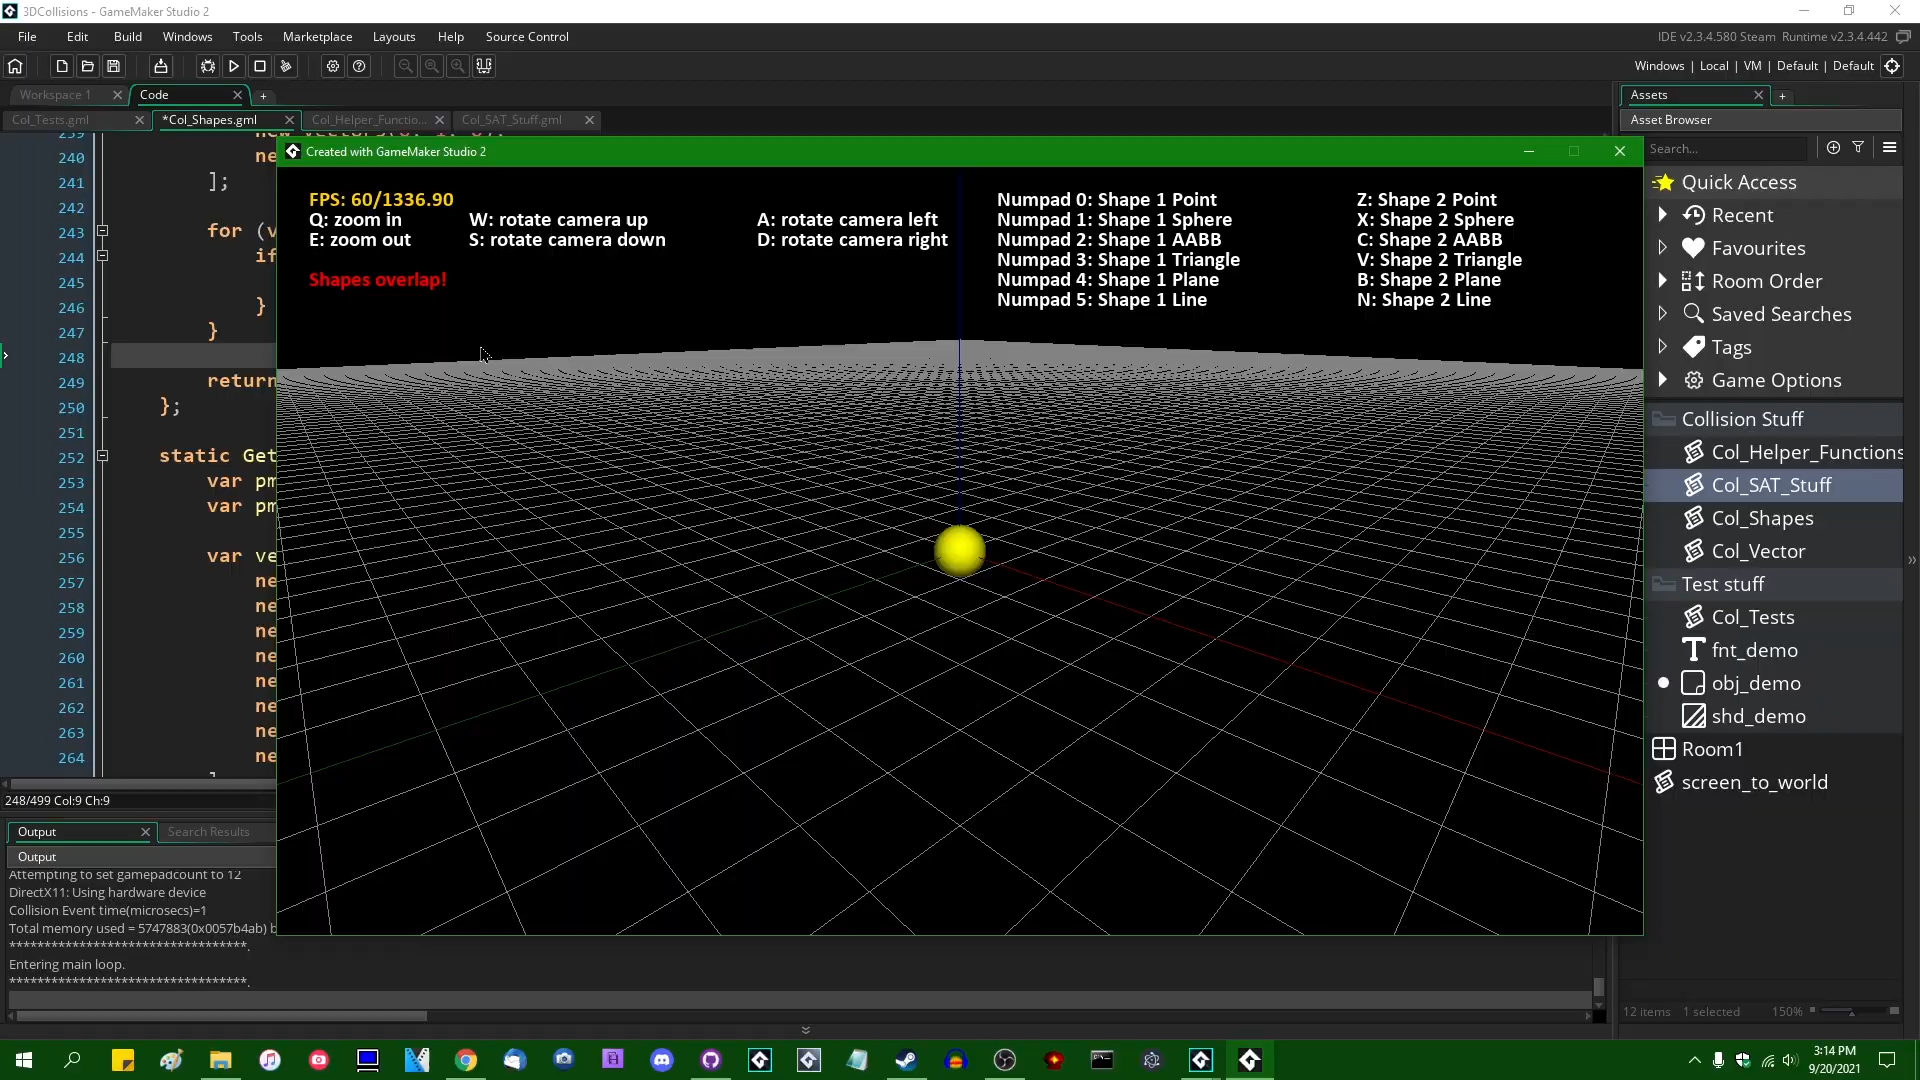 3DCollisions - GameMaker Studio 2
File Edit Build Windows Tools Marketplace Layouts Help Source Control
IDE v2.3.4.580 Steam Runtime v2.3.4.442
Windows | Local | VM | Default | Default
Workspace 1
Code
Col_Tests.gml
*Col_Shapes.gml
Col_Helper_Functio...
Col_SAT_Stuff.gml
240 ne
241 ];
242
243 for (v
244 if
245
246 }
247 }
248
249 return
250 };
251
252 static Get
253 var pm
254 var pm
255
256 var ve
257 ne
258 ne
259 ne
260 ne
261 ne
262 ne
263 ne
264 ne
248/499 Col:9 Ch:9
Created with GameMaker Studio 2
FPS: 60/1336.90
Q: zoom in W: rotate camera up A: rotate camera left
E: zoom out S: rotate camera down D: rotate camera right
Shapes overlap!
Numpad 0: Shape 1 Point
Numpad 1: Shape 1 Sphere
Numpad 2: Shape 1 AABB
Numpad 3: Shape 1 Triangle
Numpad 4: Shape 1 Plane
Numpad 5: Shape 1 Line
Z: Shape 2 Point
X: Shape 2 Sphere
C: Shape 2 AABB
V: Shape 2 Triangle
B: Shape 2 Plane
N: Shape 2 Line
Output
Search Results
Output
Attempting to set gamepadcount to 12
DirectX11: Using hardware device
Collision Event time(microsecs)=1
Total memory used = 5747883(0x0057b4ab) b
**********************************.
Entering main loop.
**********************************.
Assets
Asset Browser
Search...
Quick Access
Recent
Favourites
Room Order
Saved Searches
Tags
Game Options
Collision Stuff
Col_Helper_Functions
Col_SAT_Stuff
Col_Shapes
Col_Vector
Test stuff
Col_Tests
fnt_demo
obj_demo
shd_demo
Room1
screen_to_world
12 items 1 selected 150%
3:14 PM
9/20/2021